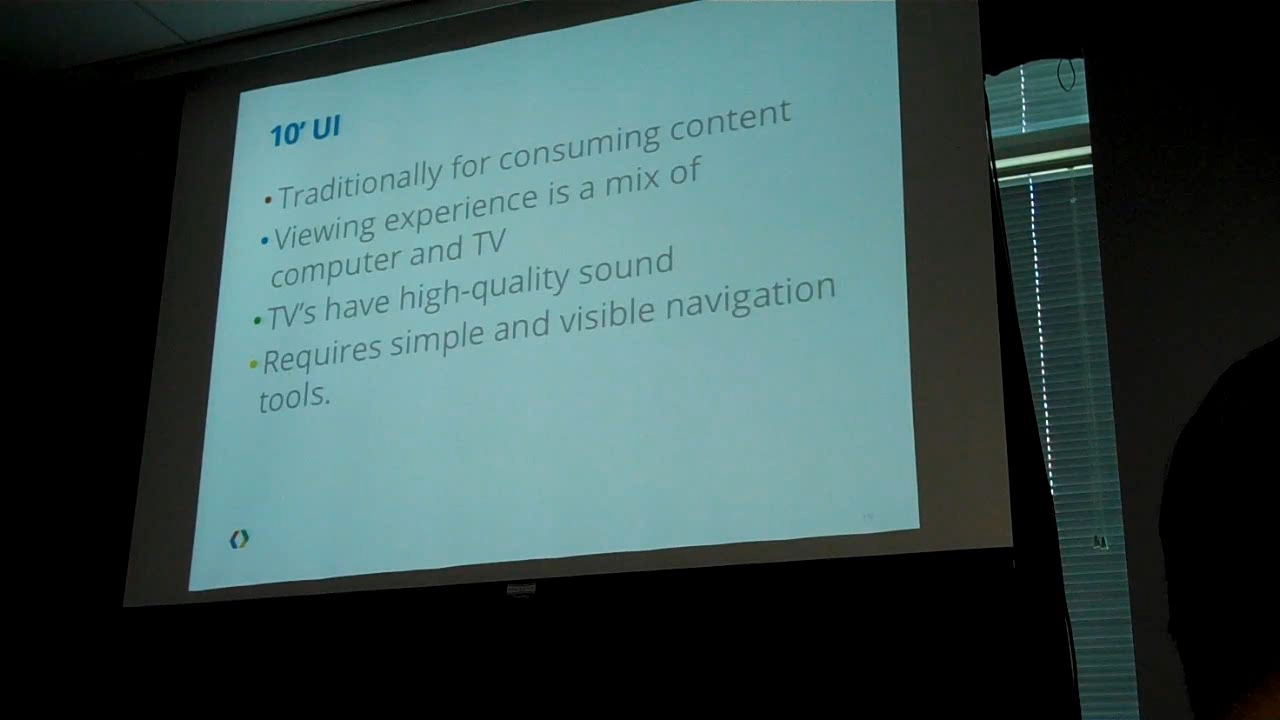 10' UI
• Traditionally for consuming content
• Viewing experience is a mix of
computer and TV
• TV's have high-quality sound
• Requires simple and visible navigation
tools.